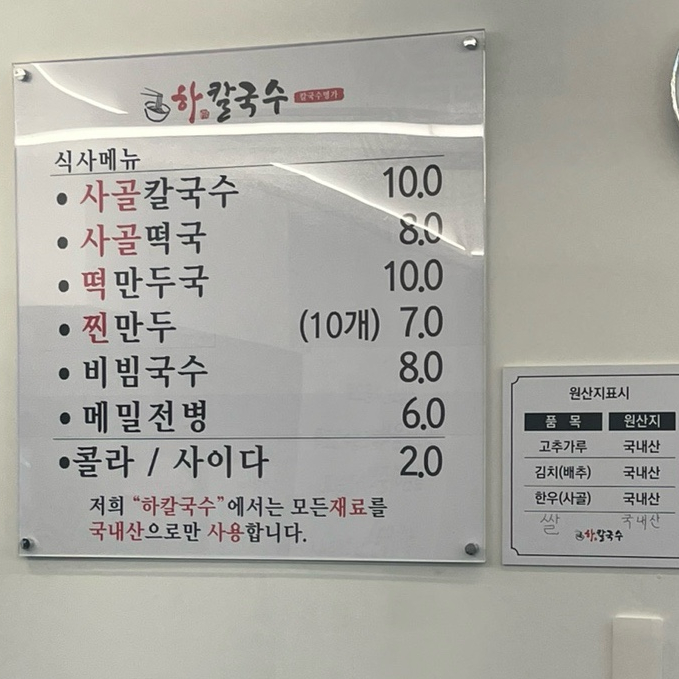 하칼국수 칼국수명가
식사메뉴
• 사골칼국수 10.0
• 사골떡국 8.0
• 떡만두국 10.0
• 찐만두 (10개) 7.0
• 비빔국수 8.0
• 메밀전병 6.0
•콜라 / 사이다 2.0
저희 “하칼국수”에서는 모든재료를
국내산으로만 사용합니다.
원산지표시
품 목 원산지
고추가루 국내산
김치(배추) 국내산
한우(사골) 국내산
쌀 국내산
하칼국수